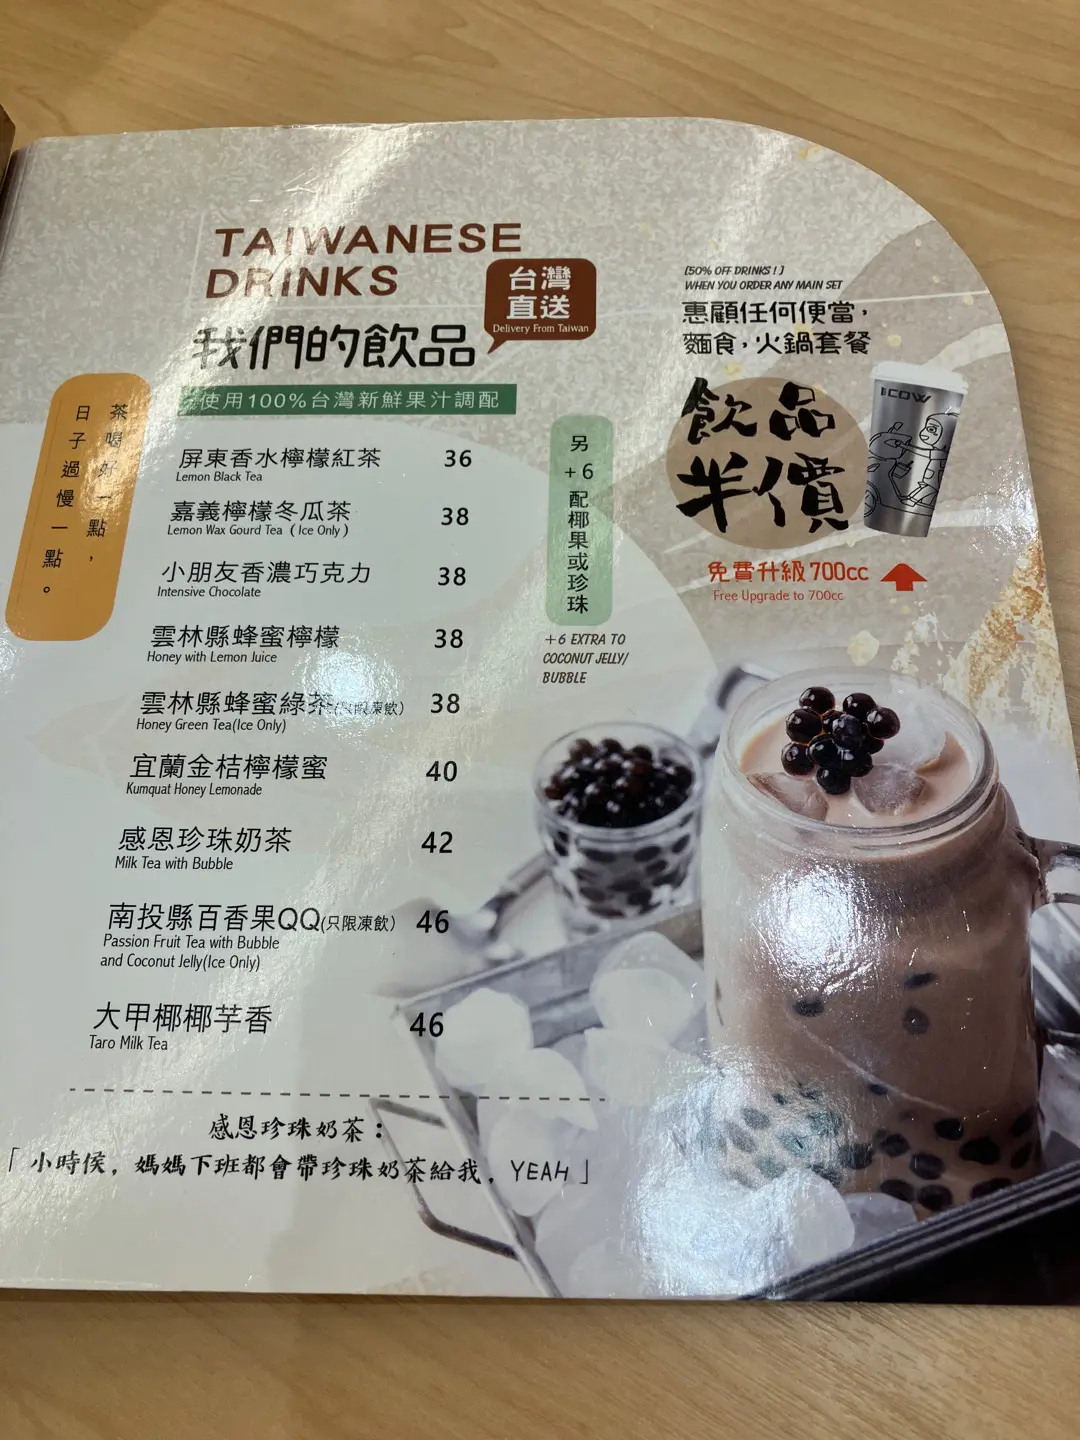 TAIWANESE
DRINKS
台灣
直送
Delivery From Taiwan
我們的飲品
使用100%台灣新鮮果汁調配
茶喝好一點，
日子過慢一點。
屏東香水檸檬紅茶 36
Lemon Black Tea
嘉義檸檬冬瓜茶 38
Lemon Wax Gourd Tea (Ice Only)
小朋友香濃巧克力 38
Intensive Chocolate
雲林縣蜂蜜檸檬 38
Honey with Lemon Juice
雲林縣蜂蜜綠茶(只限凍飲) 38
Honey Green Tea(Ice Only)
宜蘭金桔檸檬蜜 40
Kumquat Honey Lemonade
感恩珍珠奶茶 42
Milk Tea with Bubble
南投縣百香果QQ(只限凍飲) 46
Passion Fruit Tea with Bubble
and Coconut Jelly(Ice Only)
大甲椰椰芋香 46
Taro Milk Tea
感恩珍珠奶茶：
「小時侯，媽媽下班都會帶珍珠奶茶給我，YEAH」
另+6配椰果或珍珠
+6 EXTRA TO
COCONUT JELLY/
BUBBLE
[50% OFF DRINKS!]
WHEN YOU ORDER ANY MAIN SET
惠顧任何便當，
麵食，火鍋套餐
飲品
半價
ICOW
免費升級700cc
Free Upgrade to 700cc